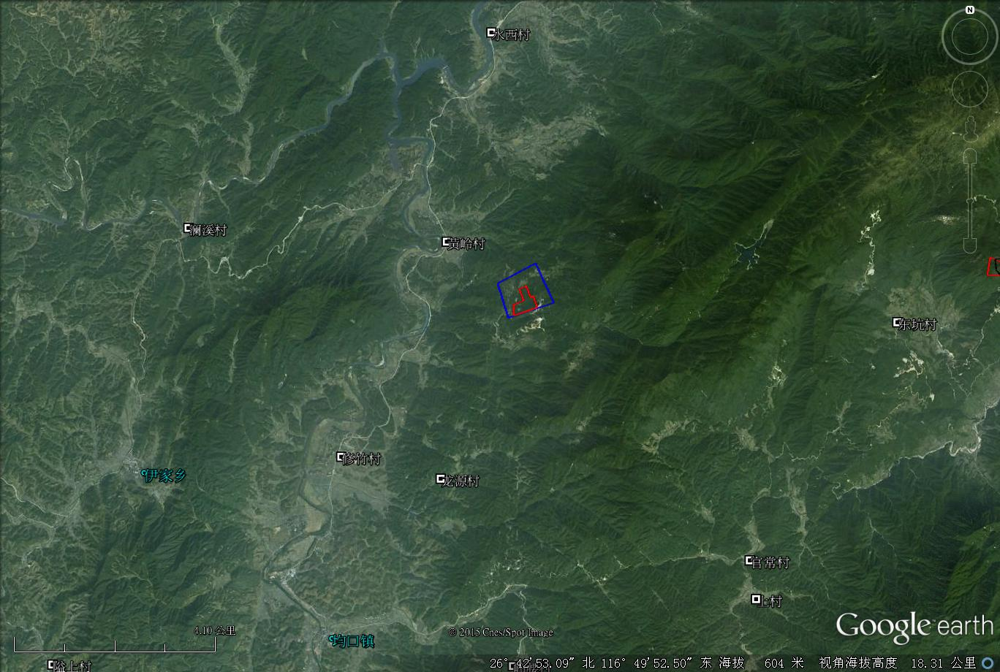 N
水西村
澜溪村
黄岭村
东坑村
修竹村
伊家乡
龙源村
官常村
上村
Google earth
4.10 公里
© 2015 Cnes/Spot Image
均口镇
隘上村
26° 42'53.09" 北 116° 49'52.50" 东 海拔 604 米 视角海拔高度 18.31 公里